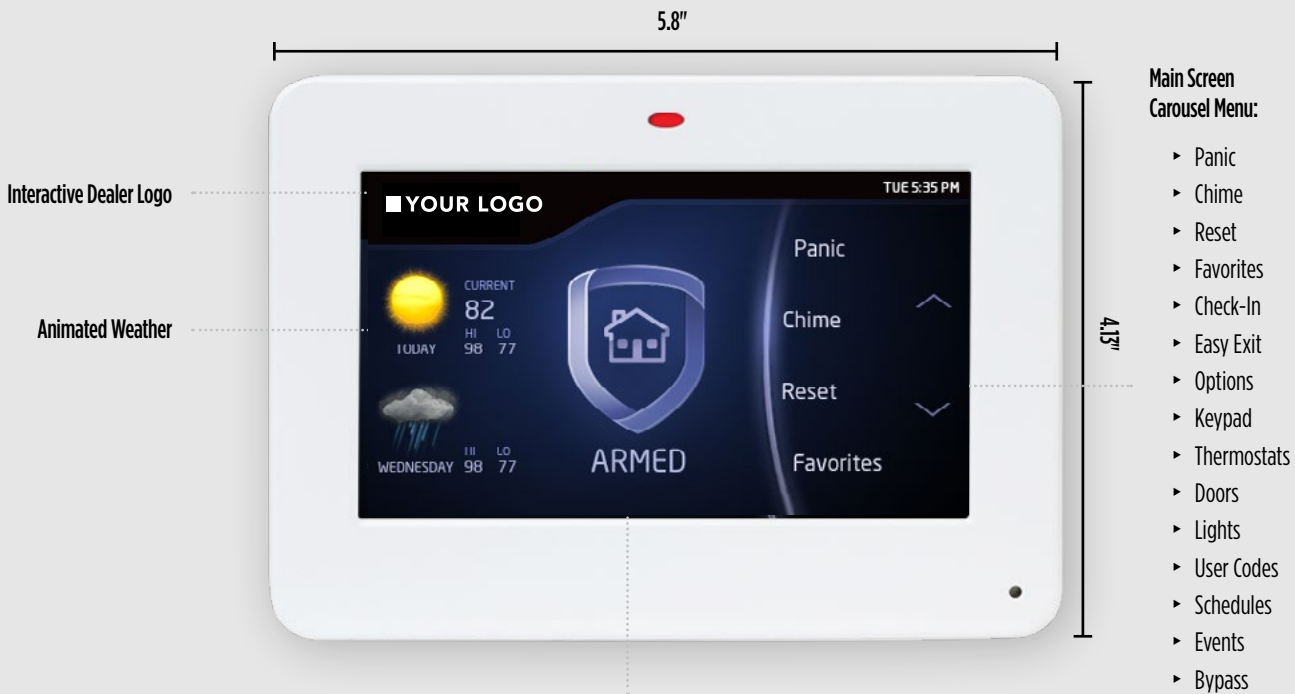 5.8"
Main Screen
Carousel Menu:
▸ Panic
▸ Chime
▸ Reset
▸ Favorites
▸ Check-In
▸ Easy Exit
▸ Options
▸ Keypad
▸ Thermostats
▸ Doors
▸ Lights
▸ User Codes
▸ Schedules
▸ Events
▸ Bypass
4.13"
Interactive Dealer Logo
Animated Weather
YOUR LOGO
TUE 5:35 PM
CURRENT
82
HI LO
TODAY 98 77
HI LO
WEDNESDAY 98 77
ARMED
Panic
Chime
Reset
Favorites